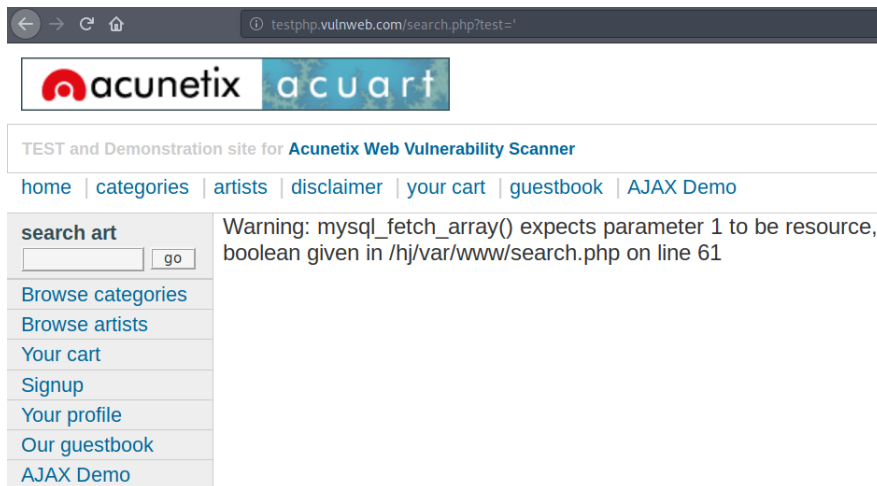 testphp.vulnweb.com/search.php?test='
acunetix acuart
TEST and Demonstration site for Acunetix Web Vulnerability Scanner
home | categories | artists | disclaimer | your cart | guestbook | AJAX Demo
search art
go
Warning: mysql_fetch_array() expects parameter 1 to be resource,
boolean given in /hj/var/www/search.php on line 61
Browse categories
Browse artists
Your cart
Signup
Your profile
Our guestbook
AJAX Demo